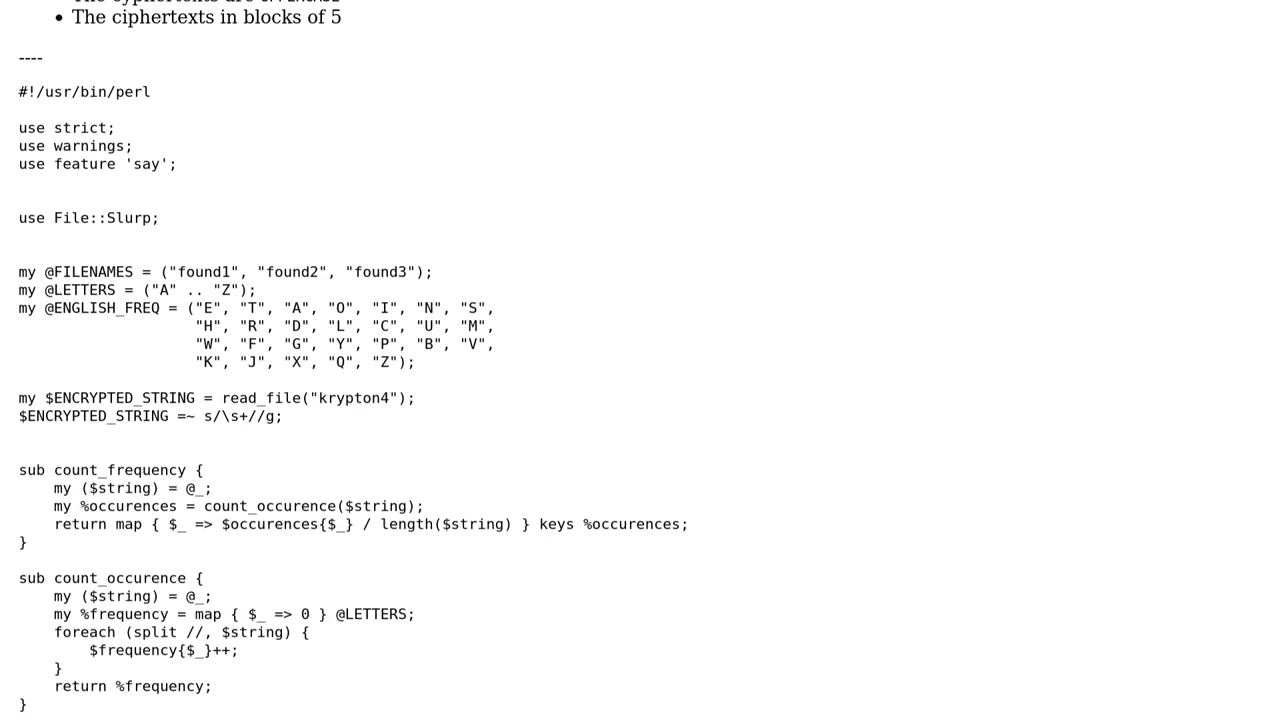 • The ciphertexts in blocks of 5
----
#!/usr/bin/perl
use strict;
use warnings;
use feature 'say';
use File::Slurp;
my @FILENAMES = ("found1", "found2", "found3");
my @LETTERS = ("A" .. "Z");
my @ENGLISH_FREQ = ("E", "T", "A", "O", "I", "N", "S",
                    "H", "R", "D", "L", "C", "U", "M",
                    "W", "F", "G", "Y", "P", "B", "V",
                    "K", "J", "X", "Q", "Z");
my $ENCRYPTED_STRING = read_file("krypton4");
$ENCRYPTED_STRING =~ s/\s+//g;
sub count_frequency {
    my ($string) = @_;
    my %occurences = count_occurence($string);
    return map { $_ => $occurences{$_} / length($string) } keys %occurences;
}
sub count_occurence {
    my ($string) = @_;
    my %frequency = map { $_ => 0 } @LETTERS;
    foreach (split //, $string) {
        $frequency{$_}++;
    }
    return %frequency;
}